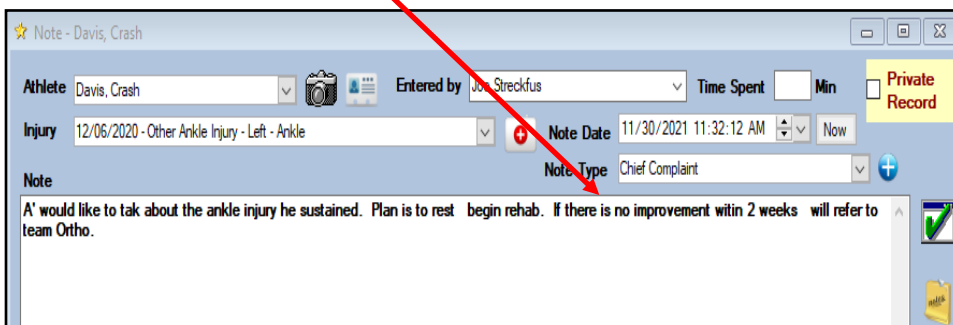 Note - Davis, Crash
Athlete Davis, Crash Entered by Joe Streckfus Time Spent Min Private Record
Injury 12/06/2020 - Other Ankle Injury - Left - Ankle Note Date 11/30/2021 11:32:12 AM Now
Note Type Chief Complaint
Note
A' would like to tak about the ankle injury he sustained. Plan is to rest begin rehab. If there is no improvement witin 2 weeks will refer to
team Ortho.
notes